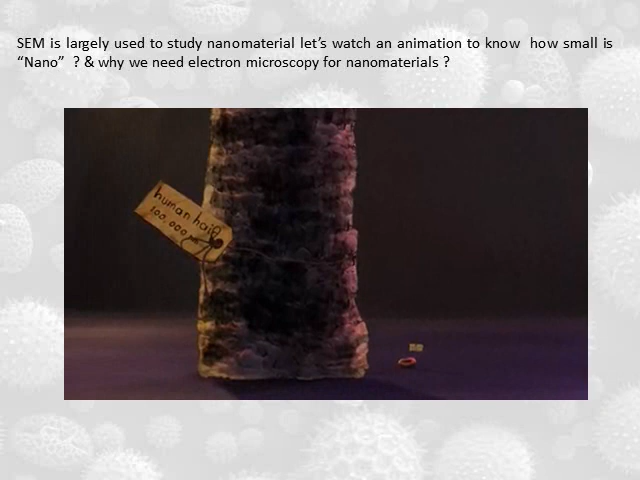 SEM is largely used to study nanomaterial let’s watch an animation to know how small is
“Nano” ? & why we need electron microscopy for nanomaterials ?
human hair
100,000